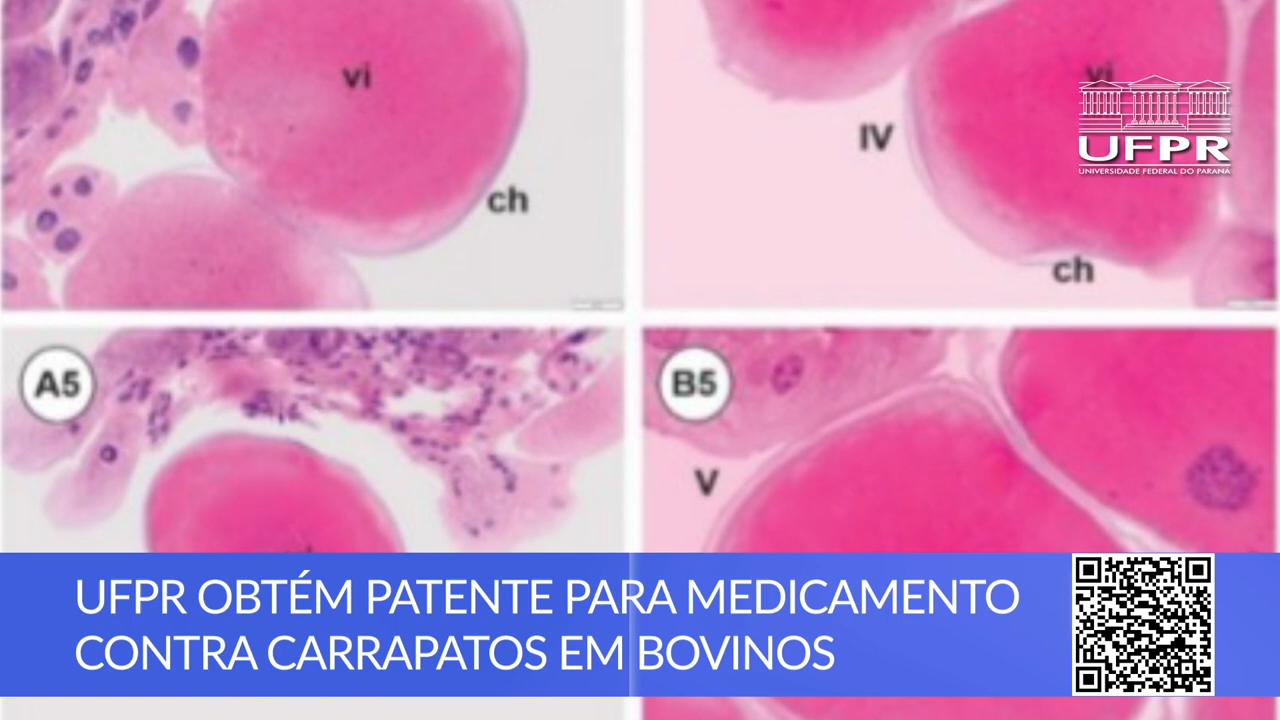 vi
ch
IV
vi
ch
UFPR
UNIVERSIDADE FEDERAL DO PARANÁ
A5
B5
V
UFPR OBTÉM PATENTE PARA MEDICAMENTO
CONTRA CARRAPATOS EM BOVINOS